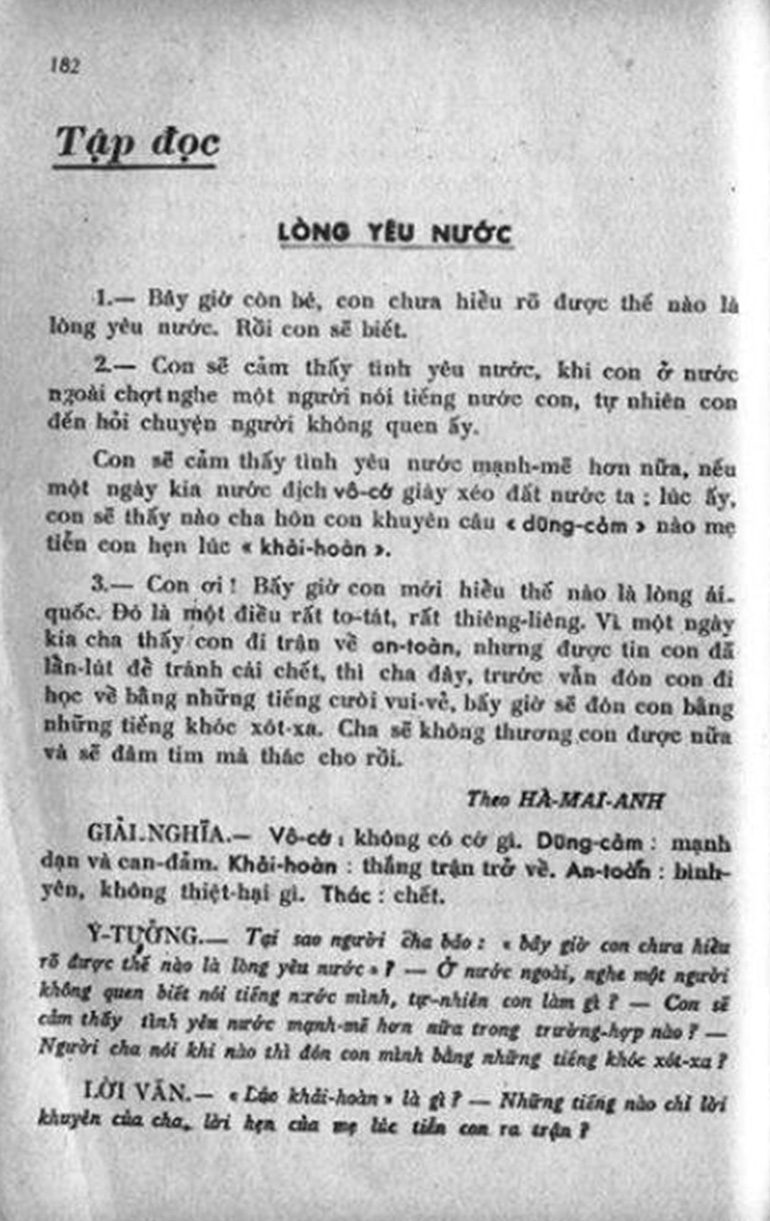 182
Tập đọc
LÒNG YÊU NƯỚC
1.— Bây giờ còn bé, con chưa hiểu rõ được thế nào là
lòng yêu nước. Rồi con sẽ biết.
2.— Con sẽ cảm thấy tình yêu nước, khi con ở nước
ngoài chợt nghe một người nói tiếng nước con, tự nhiên con
đến hỏi chuyện người không quen ấy.
Con sẽ cảm thấy tình yêu nước mạnh-mẽ hơn nữa, nếu
một ngày kia nước địch vô-cớ giày xéo đất nước ta ; lúc ấy,
con sẽ thấy nào cha hôn con khuyên câu « dũng-cảm » nào mẹ
tiễn con hẹn lúc « khải-hoàn ».
3.— Con ơi ! Bấy giờ con mới hiểu thế nào là lòng ái-
quốc. Đó là một điều rất to-tát, rất thiêng-liêng. Vì một ngày
kia cha thấy con đi trận về an-toàn, nhưng được tin con đã
lẩn-lút để tránh cái chết, thì cha đây, trước vẫn đón con đi
học về bằng những tiếng cười vui-vẻ, bấy giờ sẽ đón con bằng
những tiếng khóc xót-xa. Cha sẽ không thương con được nữa
và sẽ đâm tim mà thác cho rồi.
Theo HÀ-MAI-ANH
GIẢI-NGHĨA.— Vô-cớ : không có cớ gì. Dũng-cảm : mạnh
dạn và can-đảm. Khải-hoàn : thắng trận trở về. An-toàn : bình-
yên, không thiệt-hại gì. Thác : chết.
Ý-TƯỞNG.— Tại sao người cha bảo : « bây giờ con chưa hiểu
rõ được thế nào là lòng yêu nước » ? — Ở nước ngoài, nghe một người
không quen biết nói tiếng nước mình, tự-nhiên con làm gì ? — Con sẽ
cảm thấy tình yêu nước mạnh-mẽ hơn nữa trong trường-hợp nào ? —
Người cha nói khi nào thì đón con mình bằng những tiếng khóc xót-xa ?
LỜI VĂN.— « Lúc khải-hoàn » là gì ? — Những tiếng nào chỉ lời
khuyên của cha, lời hẹn của mẹ lúc tiễn con ra trận ?